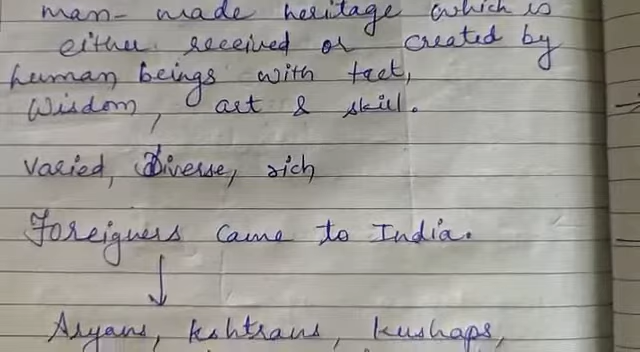 man- made heritage which is
either received or created by
human beings with tact,
Wisdom, art & skill.
Varied, Diverse, rich
Foreigners came to India.
Aryans, kshtrans, kushaps,